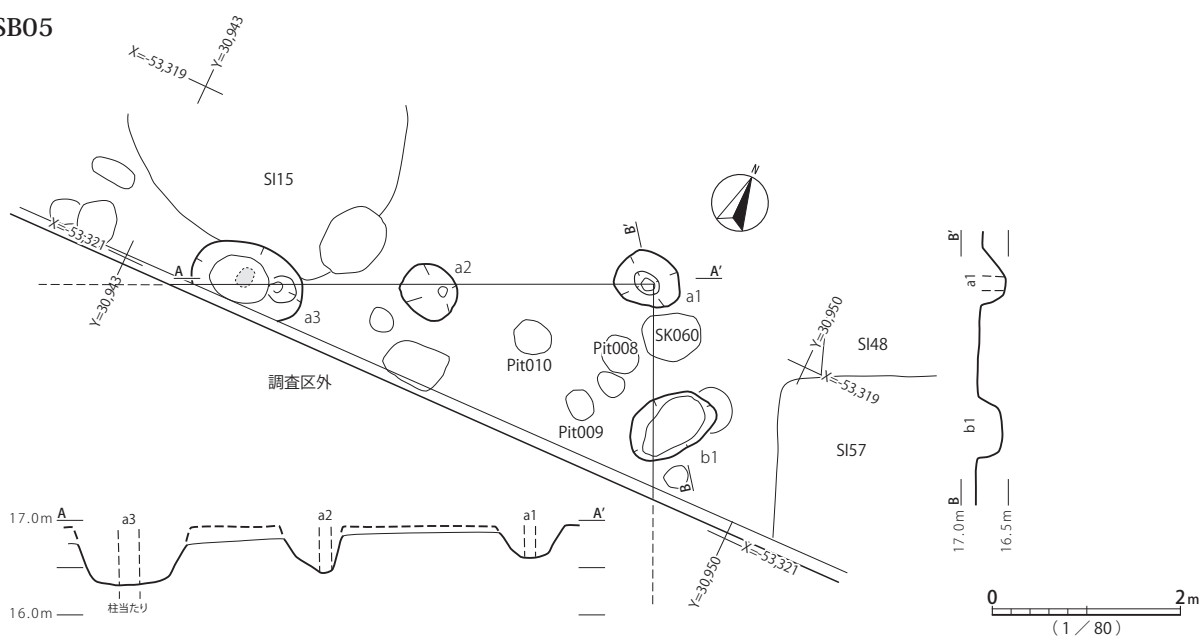 SB05
X=-53,319
Y=30,943
SI15
N
X=-53,321
Y=30,943
A
a3
a2
B'
a1
A'
SK060
Pit010
Pit008
Pit009
調査区外
b1
B
Y=30,950
X=-53,319
SI48
SI57
Y=30,950
X=-53,321
B'
a1
b1
B
17.0m
16.5m
17.0m A
a3
a2
a1
A'
柱当たり
16.0m
0 2m
(1/80)